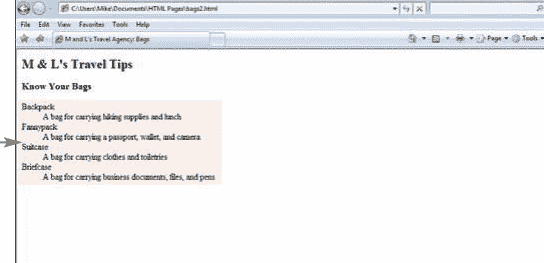 C:\Users\Mike\Documents\HTML Pages\bags2.html
File Edit View Favorites Tools Help
M and L's Travel Agency: Bags
Page Tools
M & L's Travel Tips
Know Your Bags
Backpack
A bag for carrying hiking supplies and lunch
Fannypack
A bag for carrying a passport, wallet, and camera
Suitcase
A bag for carrying clothes and toiletries
Briefcase
A bag for carrying business documents, files, and pens